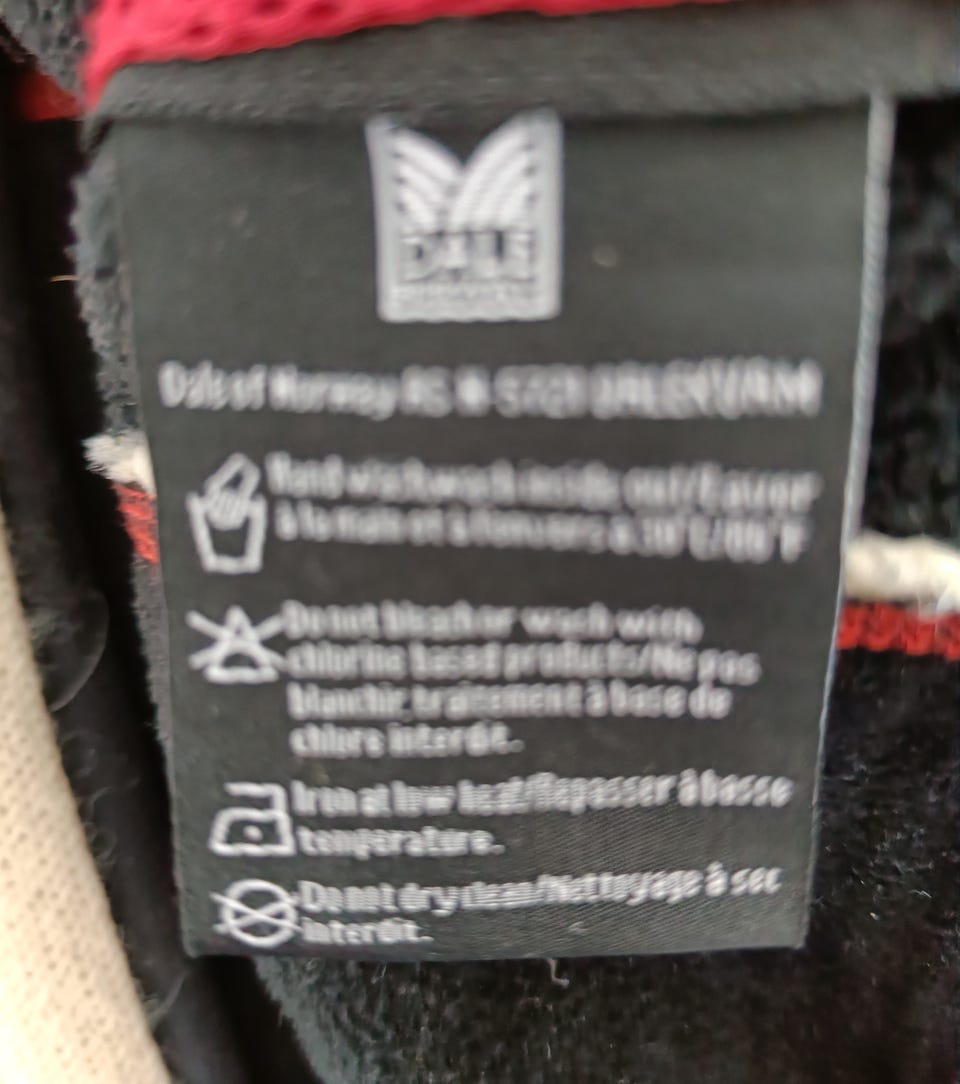 DALE
Dale of Norway AS N-5721 DALEKVAM
Hand wash/wash inside out/Laver
à la main et à l'envers à 30°C/86°F
Do not bleach or wash with
chlorine based products/Ne pas
blanchir, traitement à base de
chlore interdit.
Iron at low heat/Repasser à basse
temperature.
Do not dry clean/Nettoyage à sec
interdit.